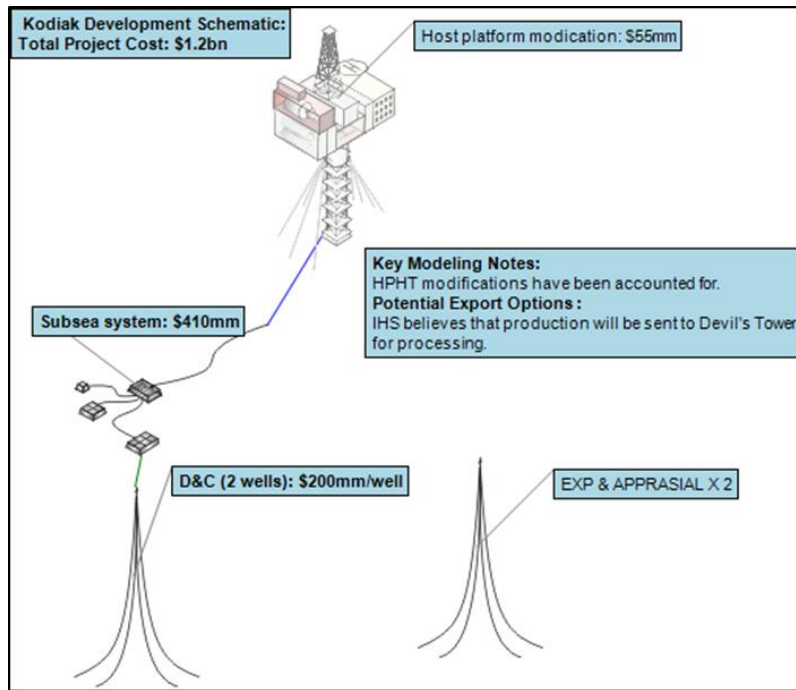 Kodiak Development Schematic:
Total Project Cost: $1.2bn
Host platform modication: $55mm
Key Modeling Notes:
HPHT modifications have been accounted for.
Potential Export Options :
IHS believes that production will be sent to Devil's Tower
for processing.
Subsea system: $410mm
D&C (2 wells): $200mm/well
EXP & APPRASIAL X 2